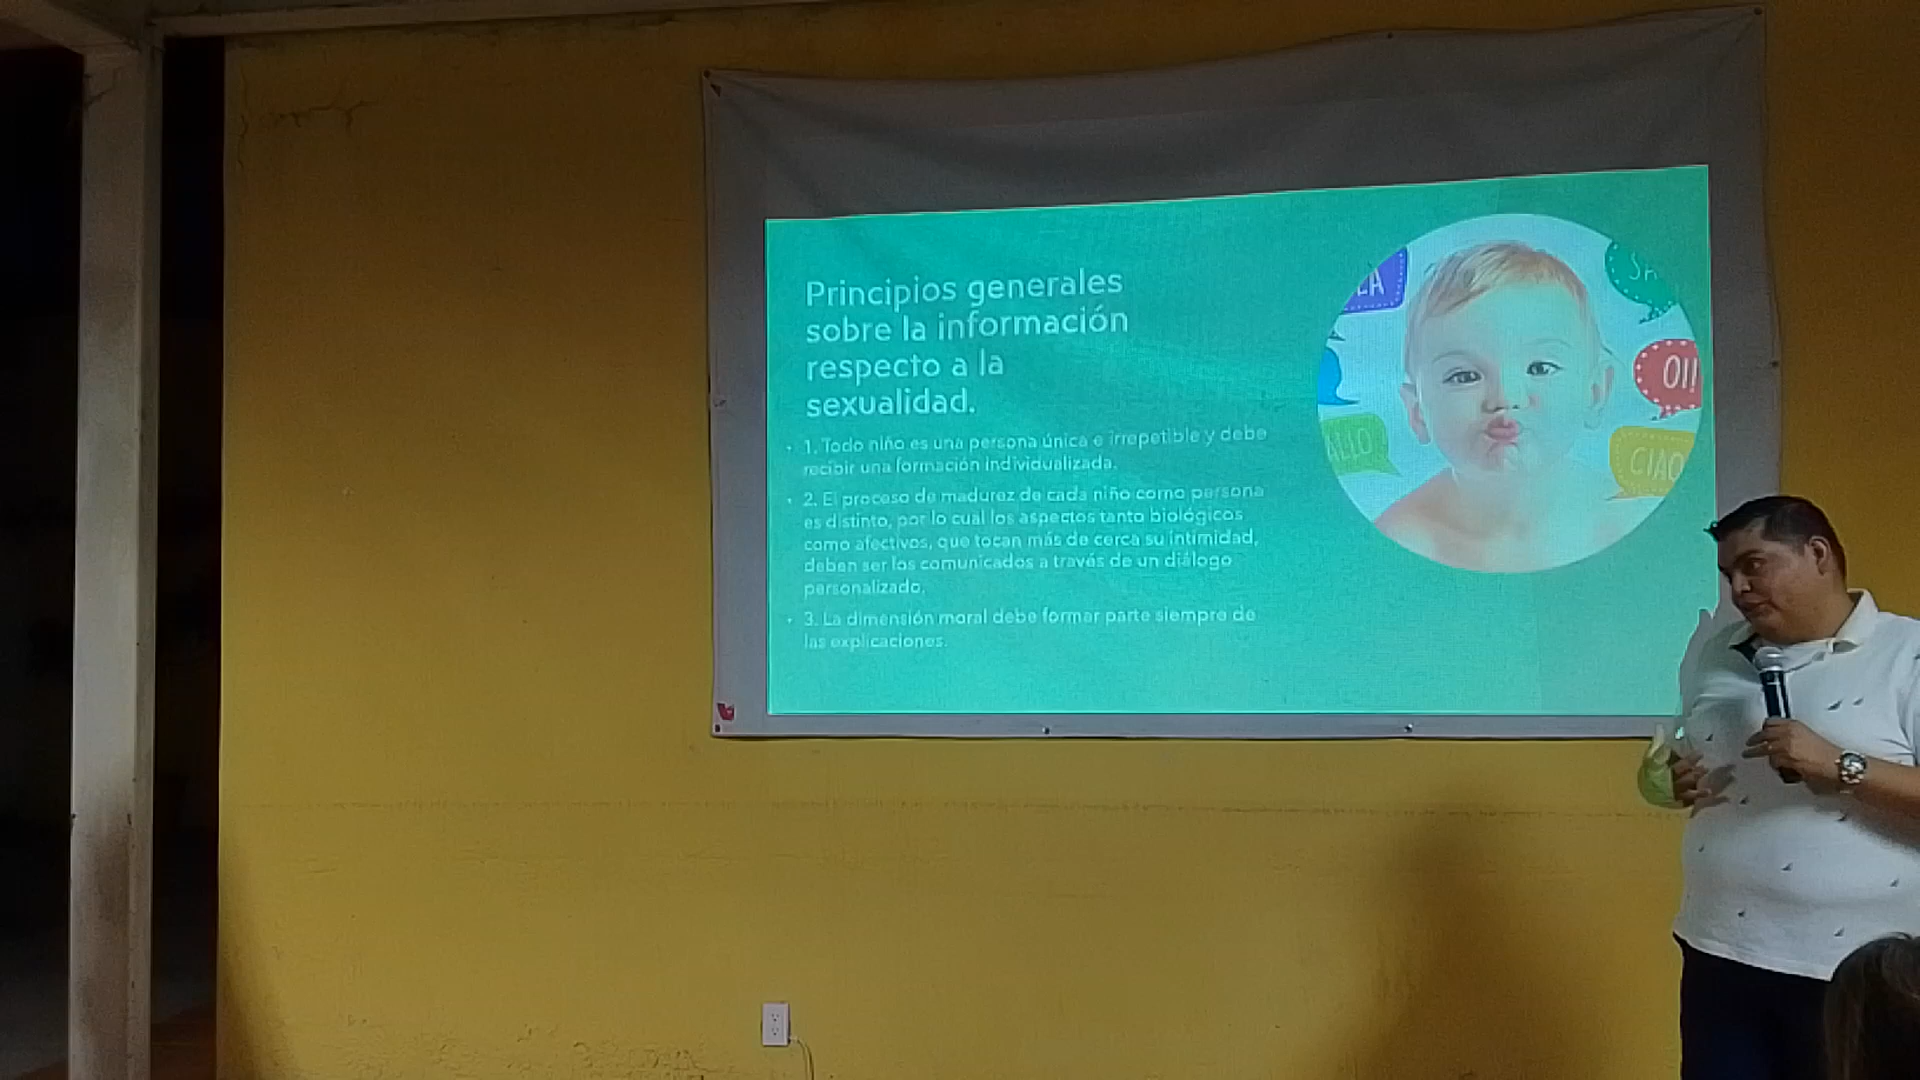 Principios generales
sobre la información
respecto a la
sexualidad.
• 1. Todo niño es una persona única e irrepetible y debe
recibir una formación individualizada.
• 2. El proceso de madurez de cada niño como persona
es distinto, por lo cual los aspectos tanto biológicos
como afectivos, que tocan más de cerca su intimidad,
deben ser los comunicados a través de un diálogo
personalizado.
• 3. La dimensión moral debe formar parte siempre de
las explicaciones.
LA
SA
OI!
ALLO
CIAO